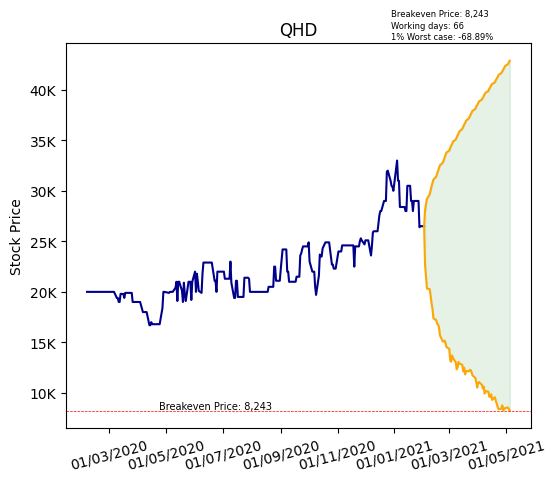 Breakeven Price: 8,243
Working days: 66
1% Worst case: -68.89%
QHD
Stock Price
40K
35K
30K
25K
20K
15K
10K
Breakeven Price: 8,243
01/03/2020
01/05/2020
01/07/2020
01/09/2020
01/11/2020
01/01/2021
01/03/2021
01/05/2021